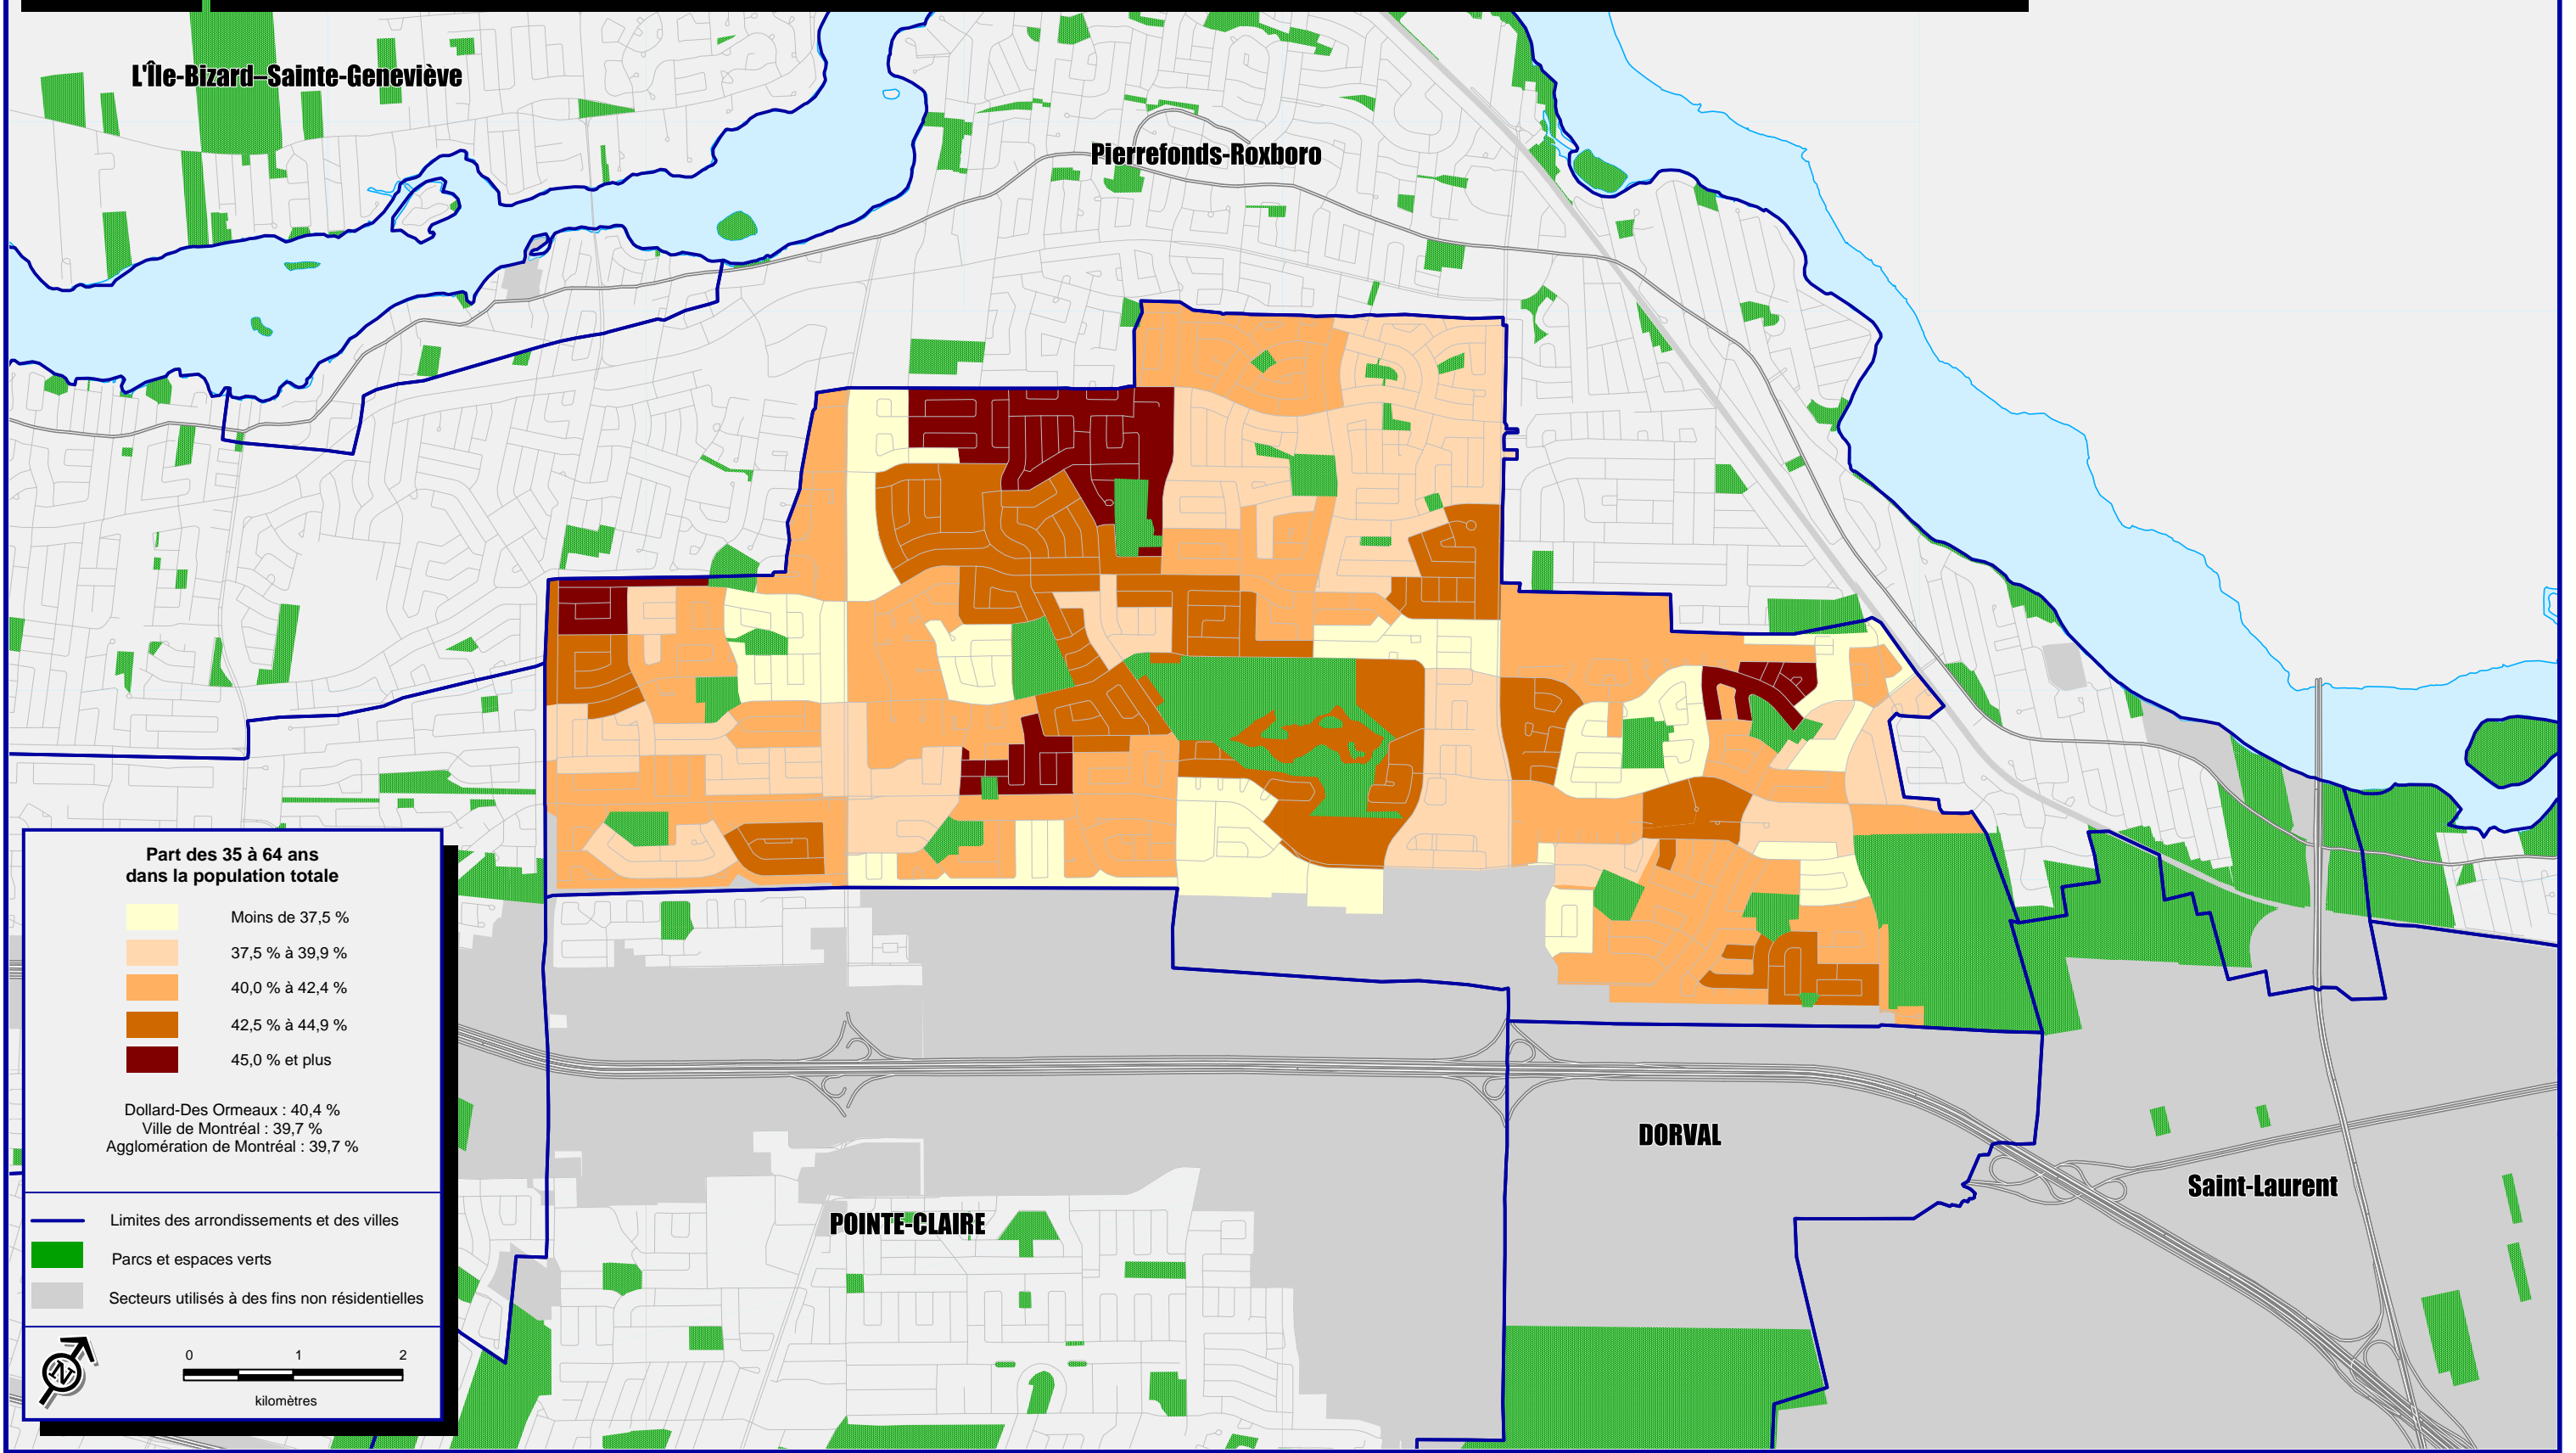 L'Île-Bizard–Sainte-Geneviève
Pierrefonds-Roxboro
Part des 35 à 64 ans
dans la population totale
Moins de 37,5 %
37,5 % à 39,9 %
40,0 % à 42,4 %
42,5 % à 44,9 %
45,0 % et plus
Dollard-Des Ormeaux : 40,4 %
Ville de Montréal : 39,7 %
Agglomération de Montréal : 39,7 %
Limites des arrondissements et des villes
Parcs et espaces verts
Secteurs utilisés à des fins non résidentielles
N
0 1 2
kilomètres
DORVAL
Saint-Laurent
POINTE-CLAIRE